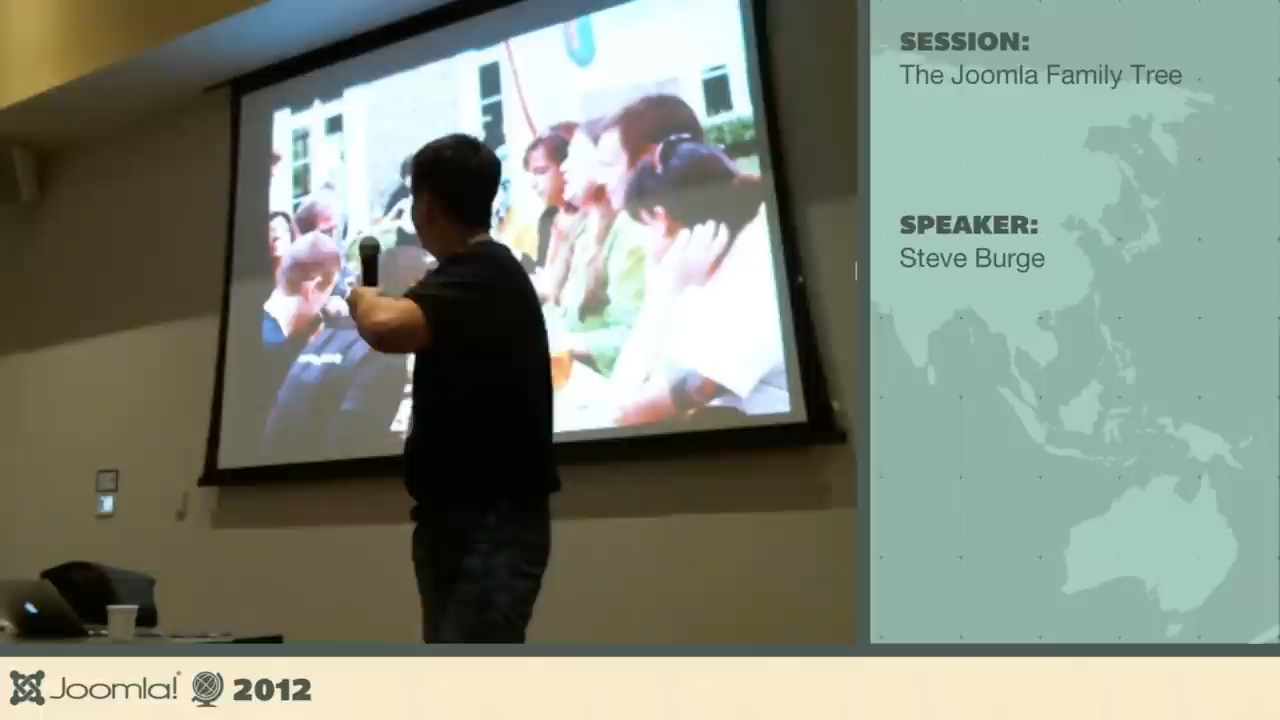 SESSION:
The Joomla Family Tree
SPEAKER:
Steve Burge
Joomla! 2012